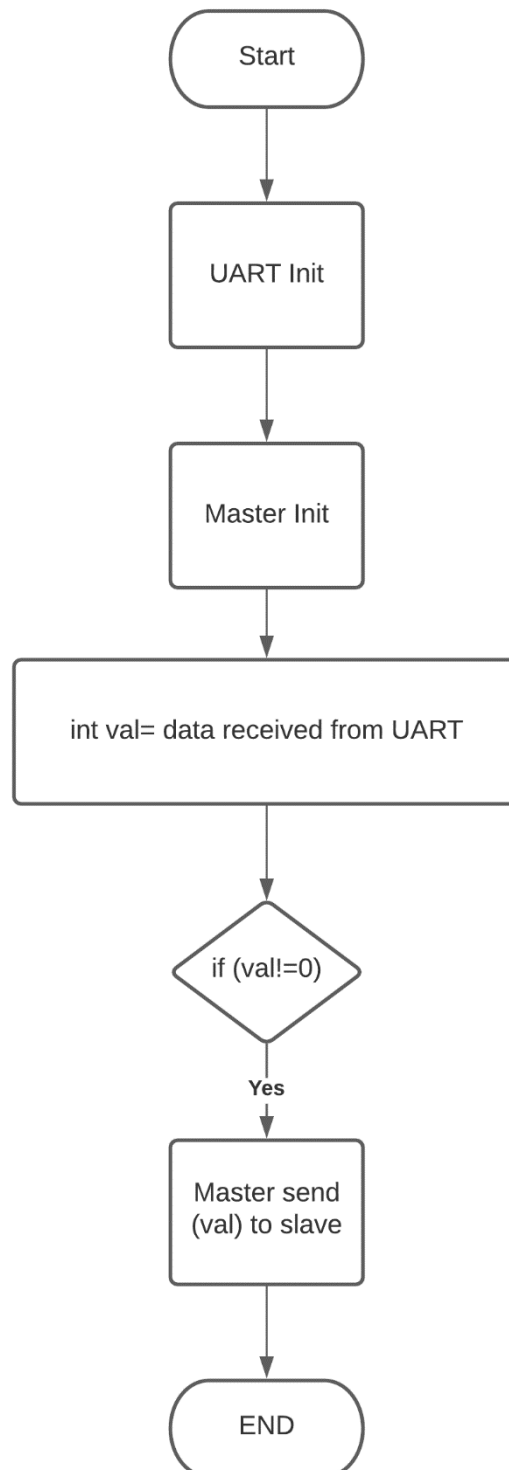 Start
UART Init
Master Init
int val= data received from UART
if (val!=0)
Yes
Master send
(val) to slave
END